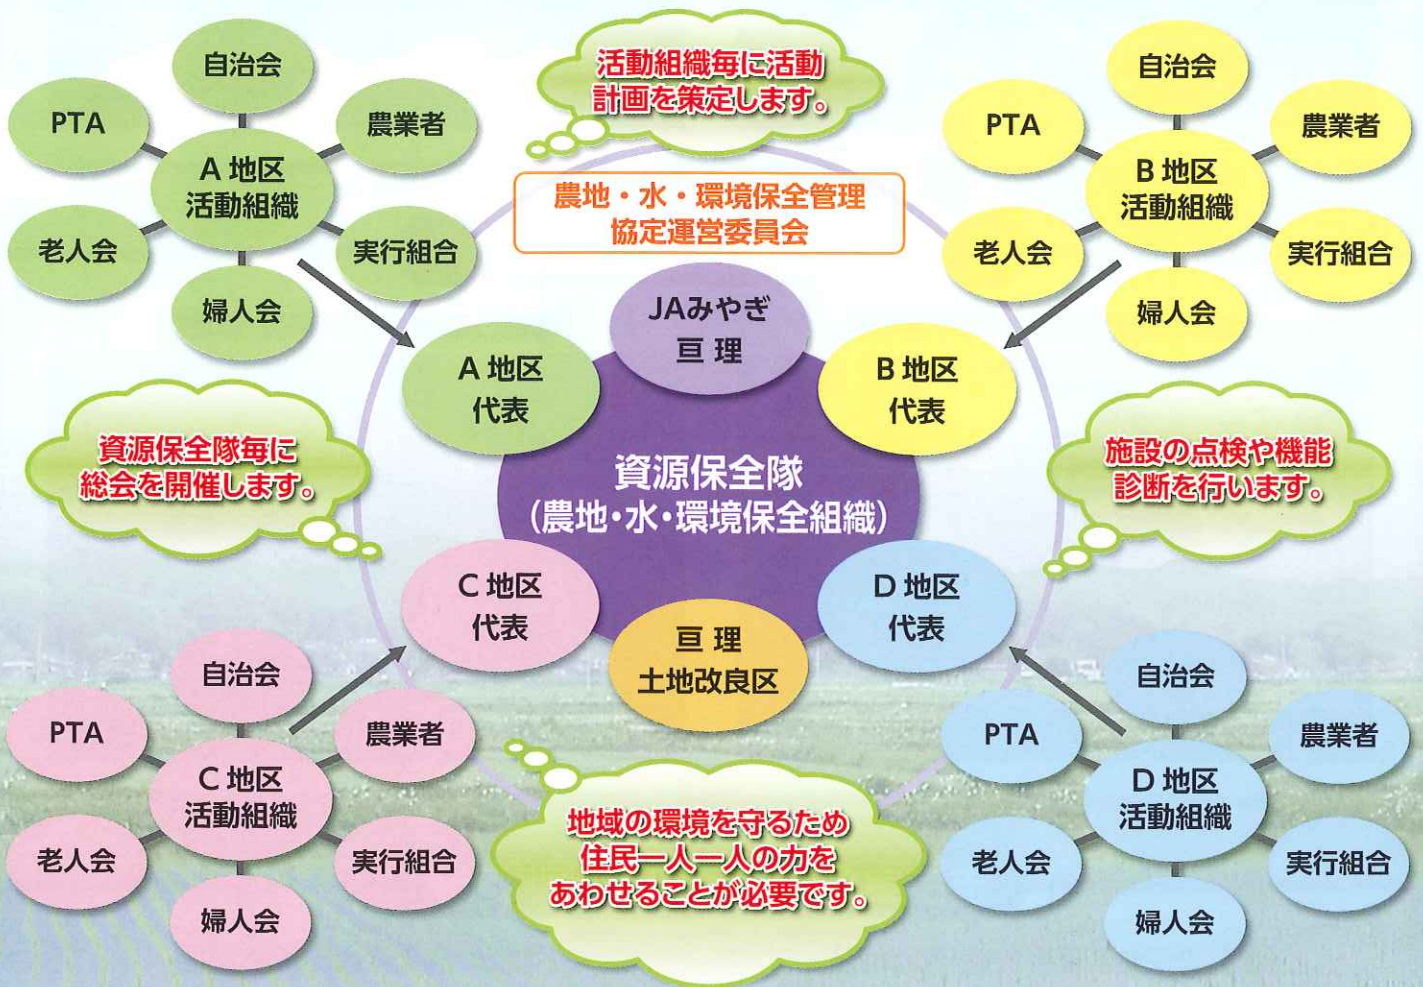 自治会
PTA
農業者
A 地区
活動組織
老人会
実行組合
婦人会
活動組織毎に活動
計画を策定します。
農地・水・環境保全管理
協定運営委員会
自治会
PTA
農業者
B 地区
活動組織
老人会
実行組合
婦人会
JAみやぎ
亘 理
A 地区
代表
B 地区
代表
資源保全隊毎に
総会を開催します。
資源保全隊
(農地・水・環境保全組織)
施設の点検や機能
診断を行います。
C 地区
代表
亘 理
土地改良区
D 地区
代表
自治会
PTA
農業者
C 地区
活動組織
老人会
実行組合
婦人会
地域の環境を守るため
住民一人一人の力を
あわせることが必要です。
自治会
PTA
農業者
D 地区
活動組織
老人会
実行組合
婦人会